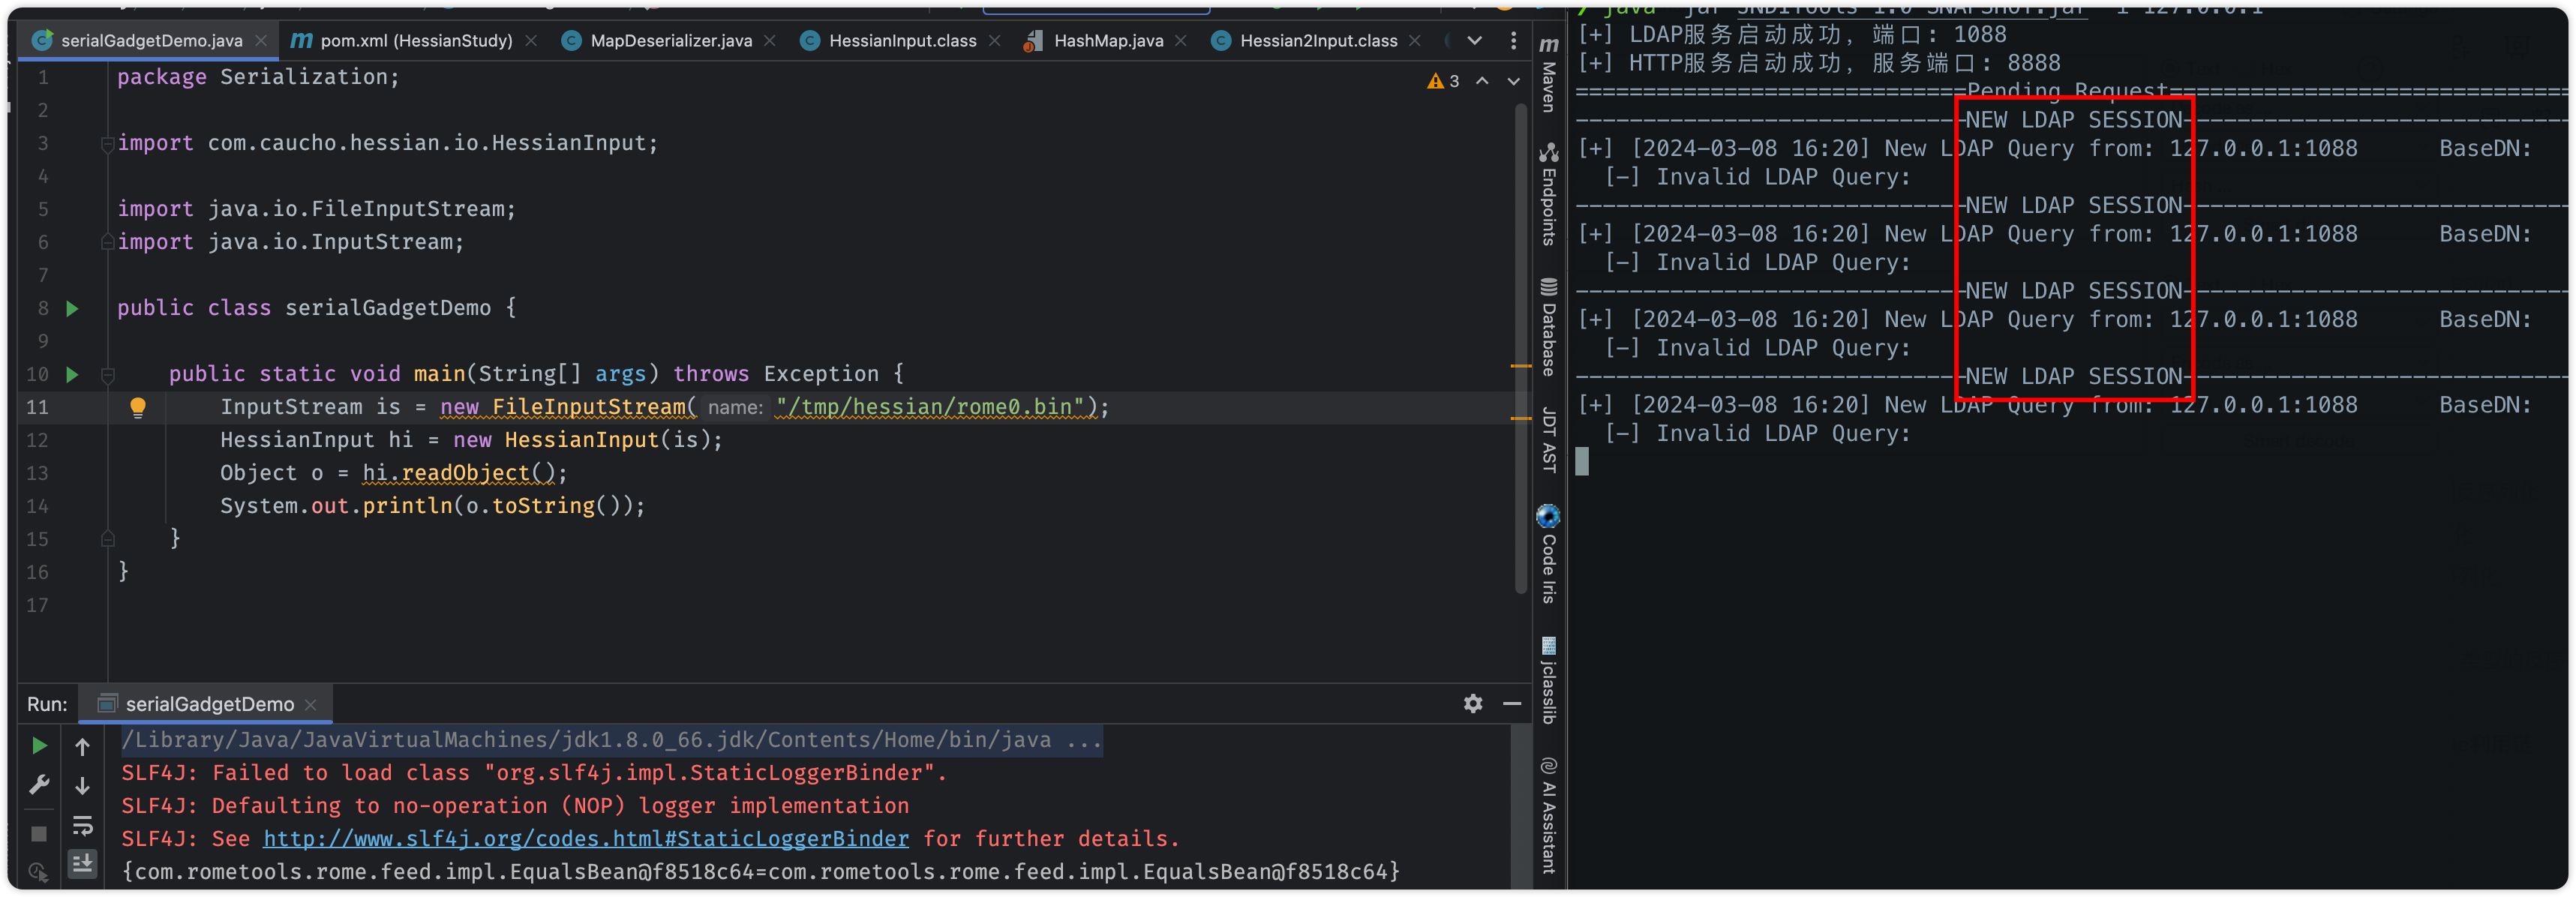 serialGadgetDemo.java
pom.xml (HessianStudy)
MapDeserializer.java
HessianInput.class
HashMap.java
Hessian2Input.class
1 package Serialization;
2
3 import com.caucho.hessian.io.HessianInput;
4
5 import java.io.FileInputStream;
6 import java.io.InputStream;
7
8 public class serialGadgetDemo {
9
10 public static void main(String[] args) throws Exception {
11 InputStream is = new FileInputStream( name: "/tmp/hessian/rome0.bin");
12 HessianInput hi = new HessianInput(is);
13 Object o = hi.readObject();
14 System.out.println(o.toString());
15 }
16 }
17
3
Maven
Endpoints
Database
JDT AST
Code Iris
jclasslib
AI Assistant
Run: serialGadgetDemo
/Library/Java/JavaVirtualMachines/jdk1.8.0_66.jdk/Contents/Home/bin/java ...
SLF4J: Failed to load class "org.slf4j.impl.StaticLoggerBinder".
SLF4J: Defaulting to no-operation (NOP) logger implementation
SLF4J: See http://www.slf4j.org/codes.html#StaticLoggerBinder for further details.
{com.rometools.rome.feed.impl.EqualsBean@f8518c64=com.rometools.rome.feed.impl.EqualsBean@f8518c64}
java -jar JNDITools-1.0-SNAPSHOT.jar -i 127.0.0.1
[+] LDAP服务启动成功, 端口: 1088
[+] HTTP服务启动成功, 服务端口: 8888
=============================Pending Request=============================
-----------------------------NEW LDAP SESSION-----------------------------
[+] [2024-03-08 16:20] New LDAP Query from: 127.0.0.1:1088 BaseDN:
[-] Invalid LDAP Query:
-----------------------------NEW LDAP SESSION-----------------------------
[+] [2024-03-08 16:20] New LDAP Query from: 127.0.0.1:1088 BaseDN:
[-] Invalid LDAP Query:
-----------------------------NEW LDAP SESSION-----------------------------
[+] [2024-03-08 16:20] New LDAP Query from: 127.0.0.1:1088 BaseDN:
[-] Invalid LDAP Query:
-----------------------------NEW LDAP SESSION-----------------------------
[+] [2024-03-08 16:20] New LDAP Query from: 127.0.0.1:1088 BaseDN:
[-] Invalid LDAP Query: